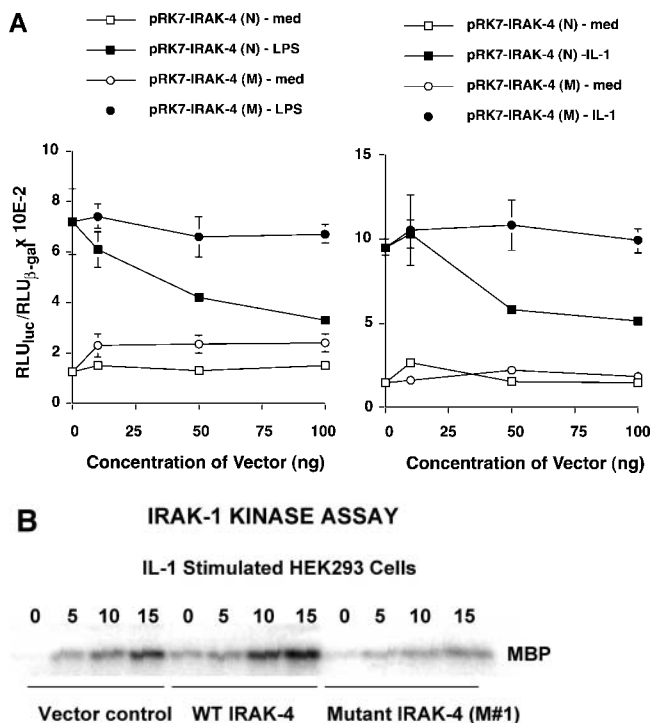 A
pRK7-IRAK-4 (N) - med
pRK7-IRAK-4 (N) - LPS
pRK7-IRAK-4 (M) - med
pRK7-IRAK-4 (M) - LPS
pRK7-IRAK-4 (N) - med
pRK7-IRAK-4 (N) -IL-1
pRK7-IRAK-4 (M) - med
pRK7-IRAK-4 (M) - IL-1
RLUluc/RLUβ-gal x 10E-2
10
8
6
4
2
0
0 25 50 75 100
Concentration of Vector (ng)
15
10
5
0
0 25 50 75 100
Concentration of Vector (ng)
B
IRAK-1 KINASE ASSAY
IL-1 Stimulated HEK293 Cells
0 5 10 15 0 5 10 15 0 5 10 15
MBP
Vector control WT IRAK-4 Mutant IRAK-4 (M#1)